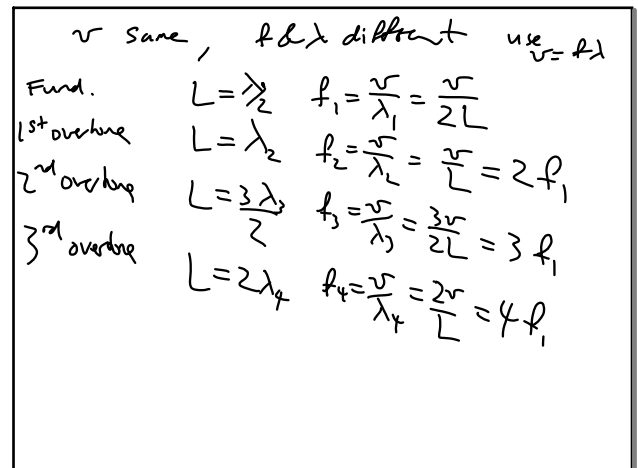 v same, f & λ different use v = fλ
Fund. L = λ/2 f₁ = v/λ₁ = v/2L
1st overtone L = λ₂ f₂ = v/λ₂ = v/L = 2f₁
2nd overtone L = 3λ₃/2 f₃ = v/λ₃ = 3v/2L = 3f₁
3rd overtone L = 2λ₄ f₄ = v/λ₄ = 2v/L = 4f₁